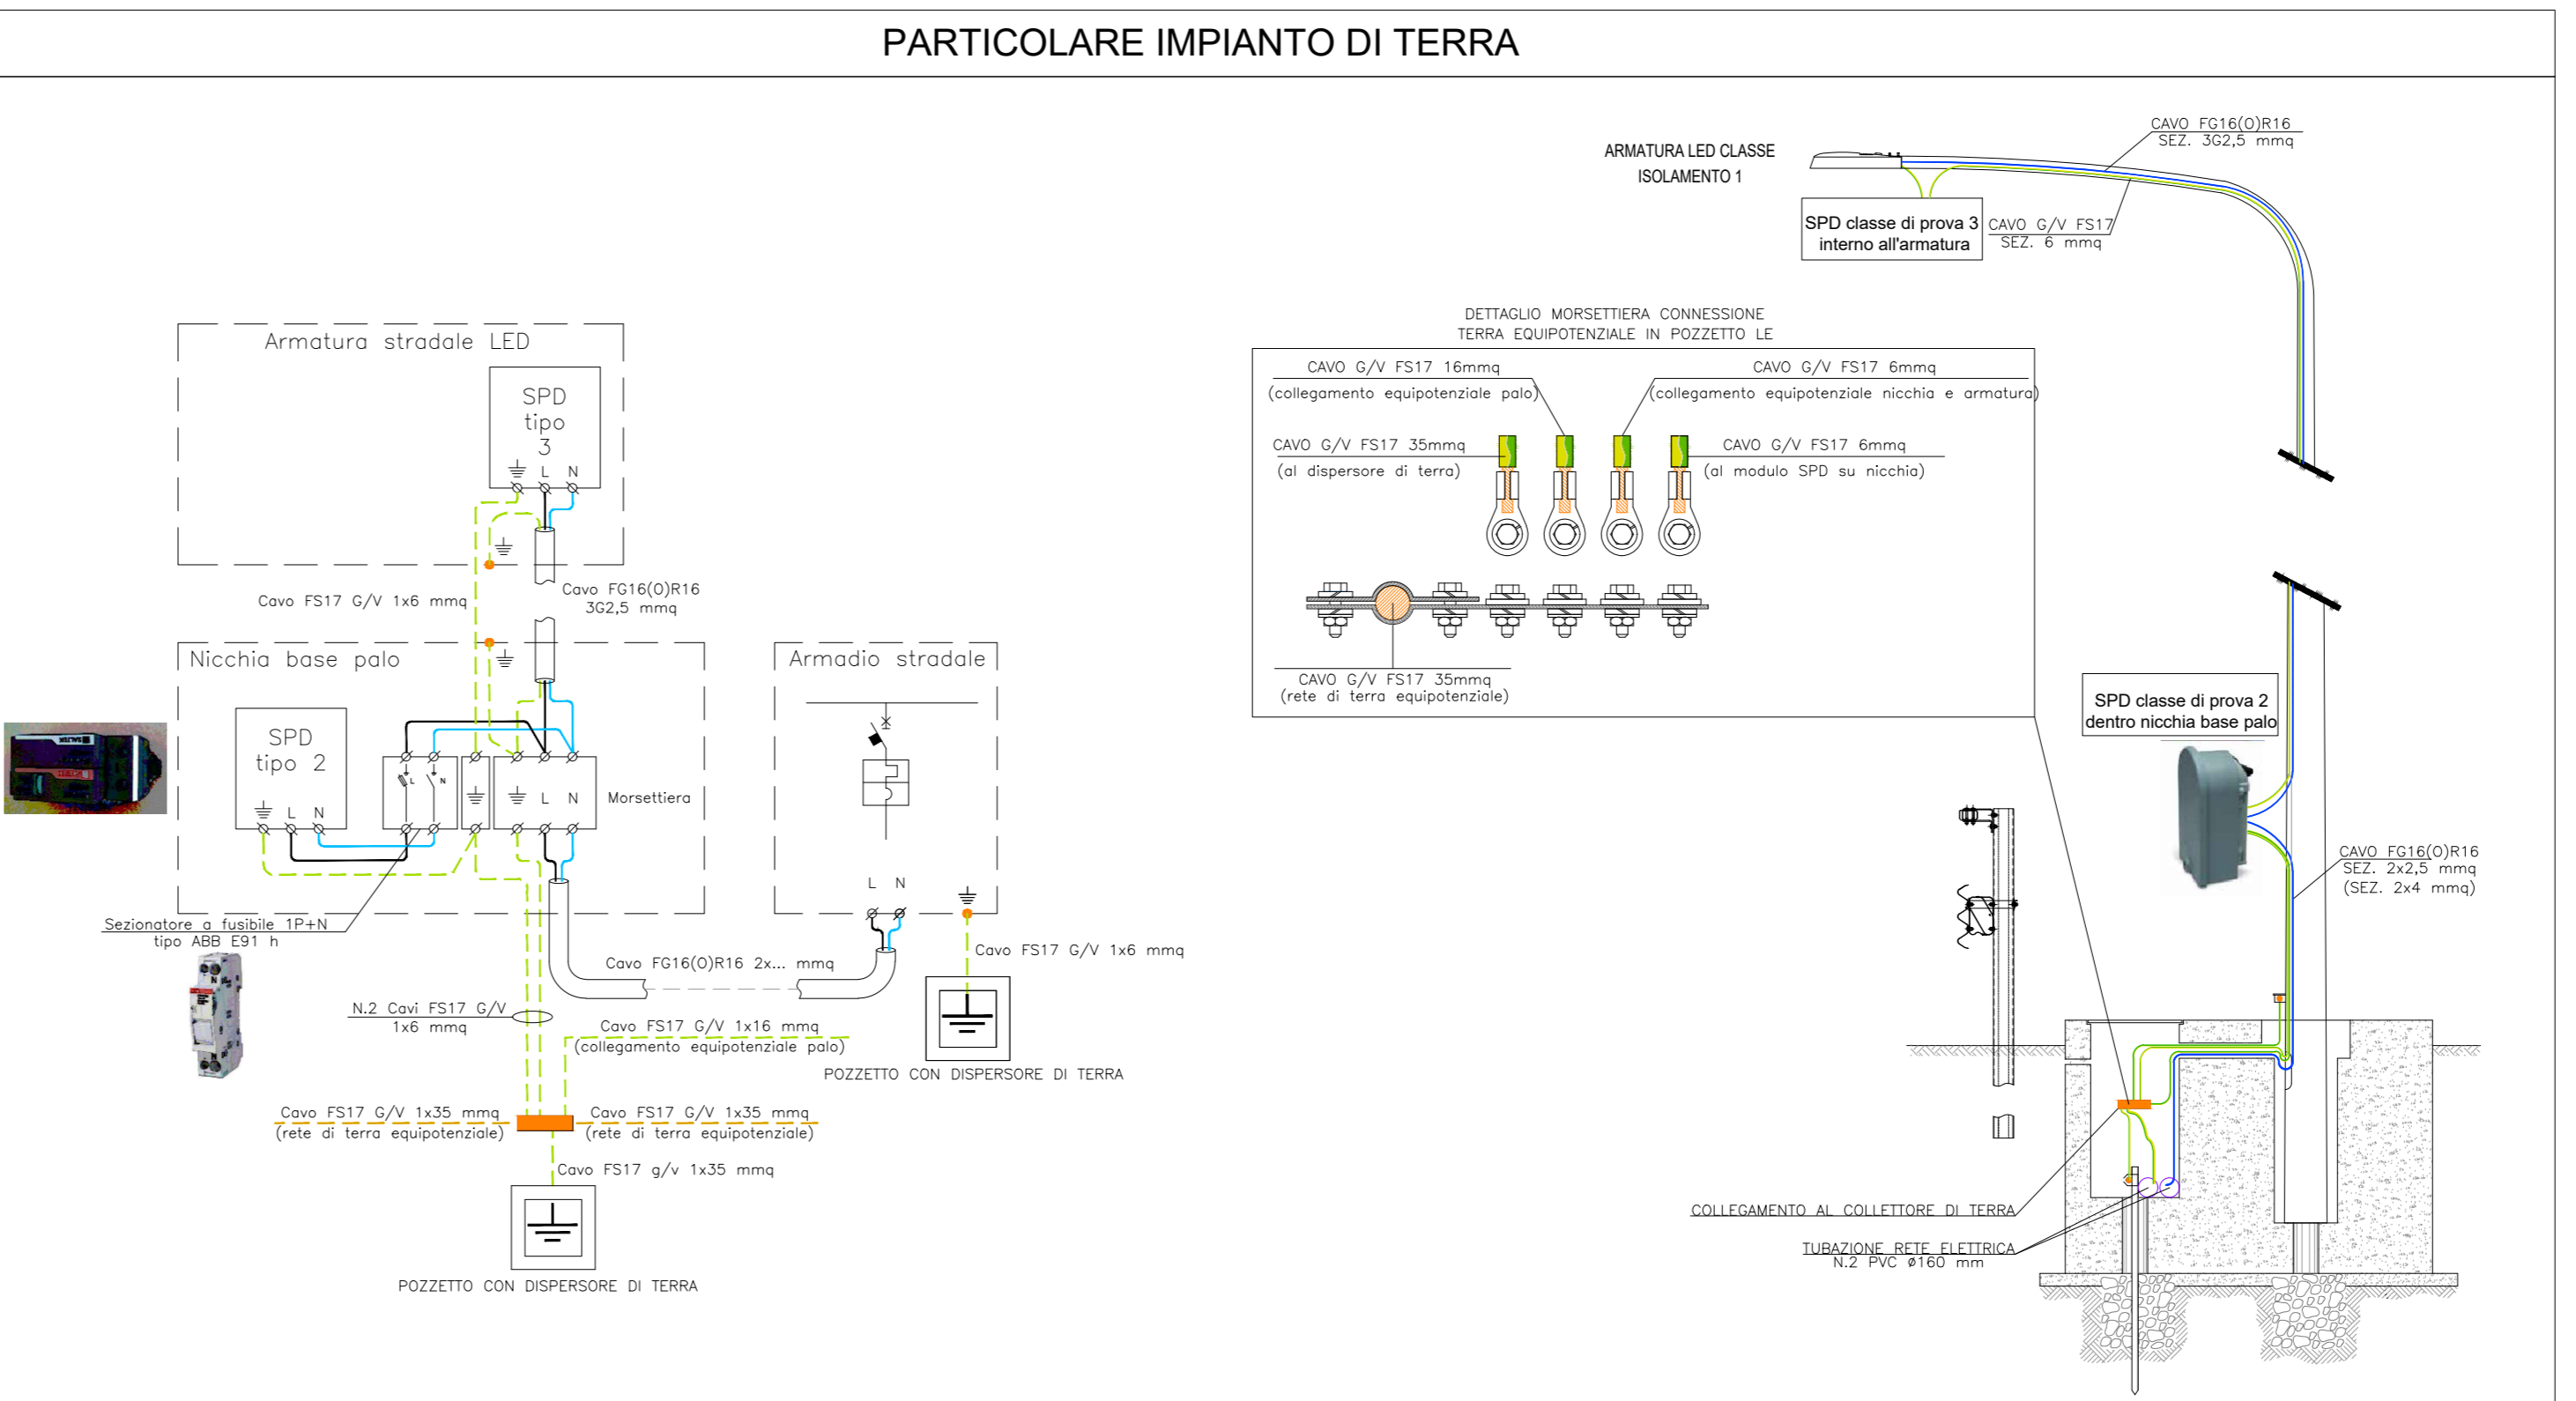 PARTICOLARE IMPIANTO DI TERRA
CAVO FG16(O)R16
SEZ. 3G2,5 mmq
ARMATURA LED CLASSE
ISOLAMENTO 1
SPD classe di prova 3
interno all'armatura
CAVO G/V FS17
SEZ. 6 mmq
DETTAGLIO MORSETTIERA CONNESSIONE
TERRA EQUIPOTENZIALE IN POZZETTO LE
CAVO G/V FS17 16mmq
(collegamento equipotenziale palo)
CAVO G/V FS17 6mmq
(collegamento equipotenziale nicchia e armatura)
CAVO G/V FS17 35mmq
(al dispersore di terra)
CAVO G/V FS17 6mmq
(al modulo SPD su nicchia)
CAVO G/V FS17 35mmq
(rete di terra equipotenziale)
Armatura stradale LED
SPD
tipo
3
L N
Cavo FS17 G/V 1x6 mmq
Cavo FG16(O)R16
3G2,5 mmq
Nicchia base palo
SPD
tipo 2
L N
L N
L N
Morsettiera
SALTEK
Armadio stradale
L N
Sezionatore a fusibile 1P+N
tipo ABB E91 h
Cavo FG16(O)R16 2x... mmq
Cavo FS17 G/V 1x6 mmq
N.2 Cavi FS17 G/V
1x6 mmq
Cavo FS17 G/V 1x16 mmq
(collegamento equipotenziale palo)
POZZETTO CON DISPERSORE DI TERRA
Cavo FS17 G/V 1x35 mmq
(rete di terra equipotenziale)
Cavo FS17 G/V 1x35 mmq
(rete di terra equipotenziale)
Cavo FS17 g/v 1x35 mmq
POZZETTO CON DISPERSORE DI TERRA
SPD classe di prova 2
dentro nicchia base palo
CAVO FG16(O)R16
SEZ. 2x2,5 mmq
(SEZ. 2x4 mmq)
COLLEGAMENTO AL COLLETTORE DI TERRA
TUBAZIONE RETE ELETTRICA
N.2 PVC ø160 mm